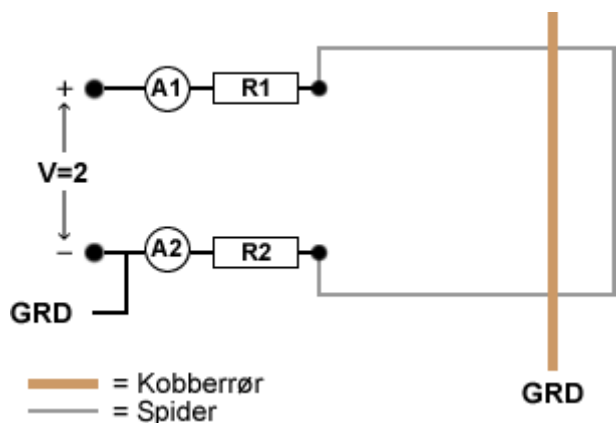 +
A1
R1
V=2
–
A2
R2
GRD
= Kobberrør
= Spider
GRD